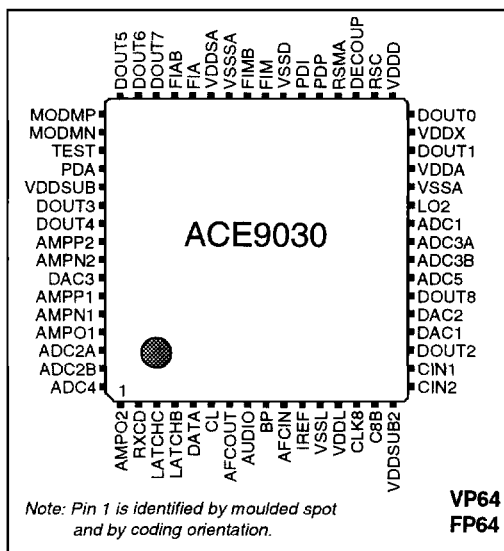 DOUT5
DOUT6
DOUT7
FIAB
FIA
VDDSA
VSSSA
FIMB
FIM
VSSD
PDI
PDP
RSMA
DECOUP
RSC
VDDD
MODMP
MODMN
TEST
PDA
VDDSUB
DOUT3
DOUT4
AMPP2
AMPN2
DAC3
AMPP1
AMPN1
AMPO1
ADC2A
ADC2B
ADC4
ACE9030
1
DOUT0
VDDX
DOUT1
VDDA
VSSA
LO2
ADC1
ADC3A
ADC3B
ADC5
DOUT8
DAC2
DAC1
DOUT2
CIN1
CIN2
AMPO2
RXCD
LATCHC
LATCHB
DATA
CL
AFCOUT
AUDIO
BP
AFCIN
IREF
VSSL
VDDL
CLK8
C8B
VDDSUB2
Note: Pin 1 is identified by moulded spot
and by coding orientation.
VP64
FP64